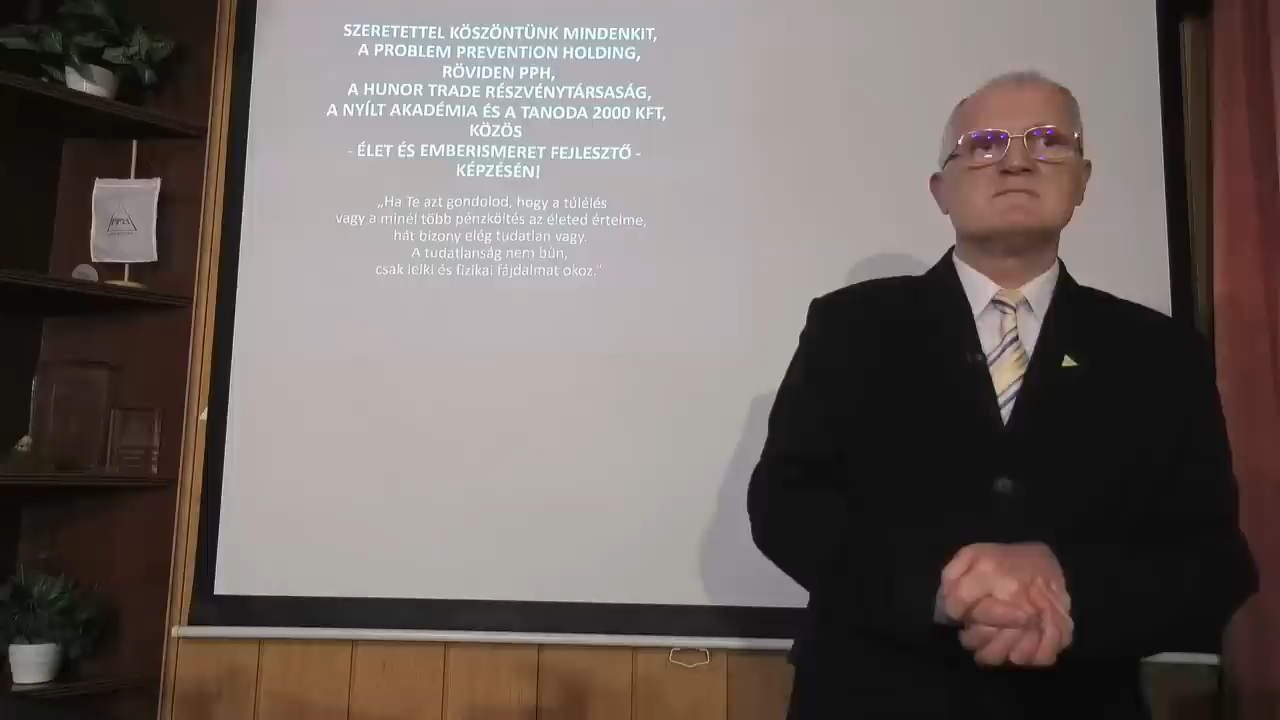 SZERETETTEL KÖSZÖNTÜNK MINDENKIT,
A PROBLEM PREVENTION HOLDING,
RÖVIDEN PPH,
A HUNOR TRADE RÉSZVÉNYTÁRSASÁG,
A NYÍLT AKADÉMIA ÉS A TANODA 2000 KFT,
KÖZÖS
- ÉLET ÉS EMBERISMERET FEJLESZTŐ -
KÉPZÉSÉN!
„Ha Te azt gondolod, hogy a túlélés
vagy a minél több pénzköltés az életed értelme,
hát bizony elég tudatlan vagy.
A tudatlanság nem bűn,
csak lelki és fizikai fájdalmat okoz.”